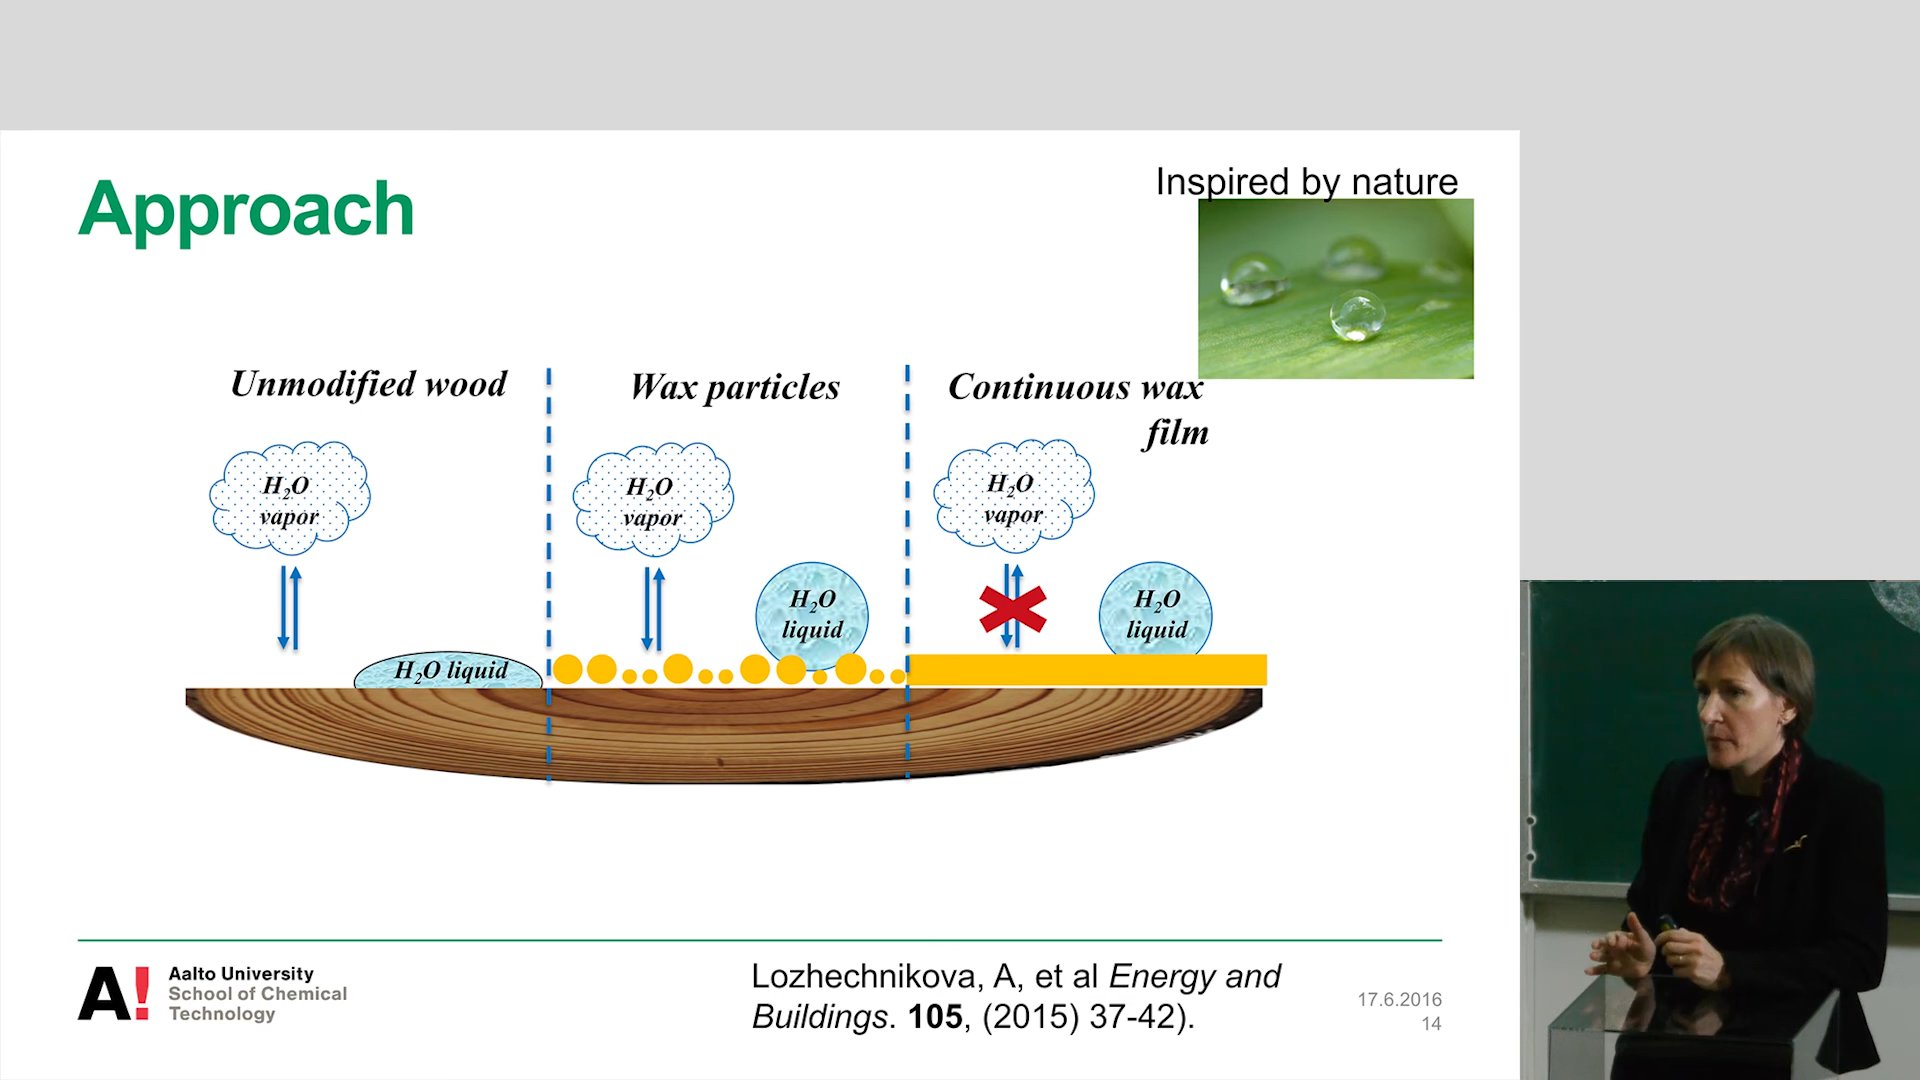 Approach
Inspired by nature
Unmodified wood
Wax particles
Continuous wax
film
H₂O
vapor
H₂O
vapor
H₂O
vapor
H₂O liquid
H₂O
liquid
H₂O
liquid
A!
Aalto University
School of Chemical
Technology
Lozhechnikova, A, et al Energy and
Buildings. 105, (2015) 37-42).
17.6.2016
14